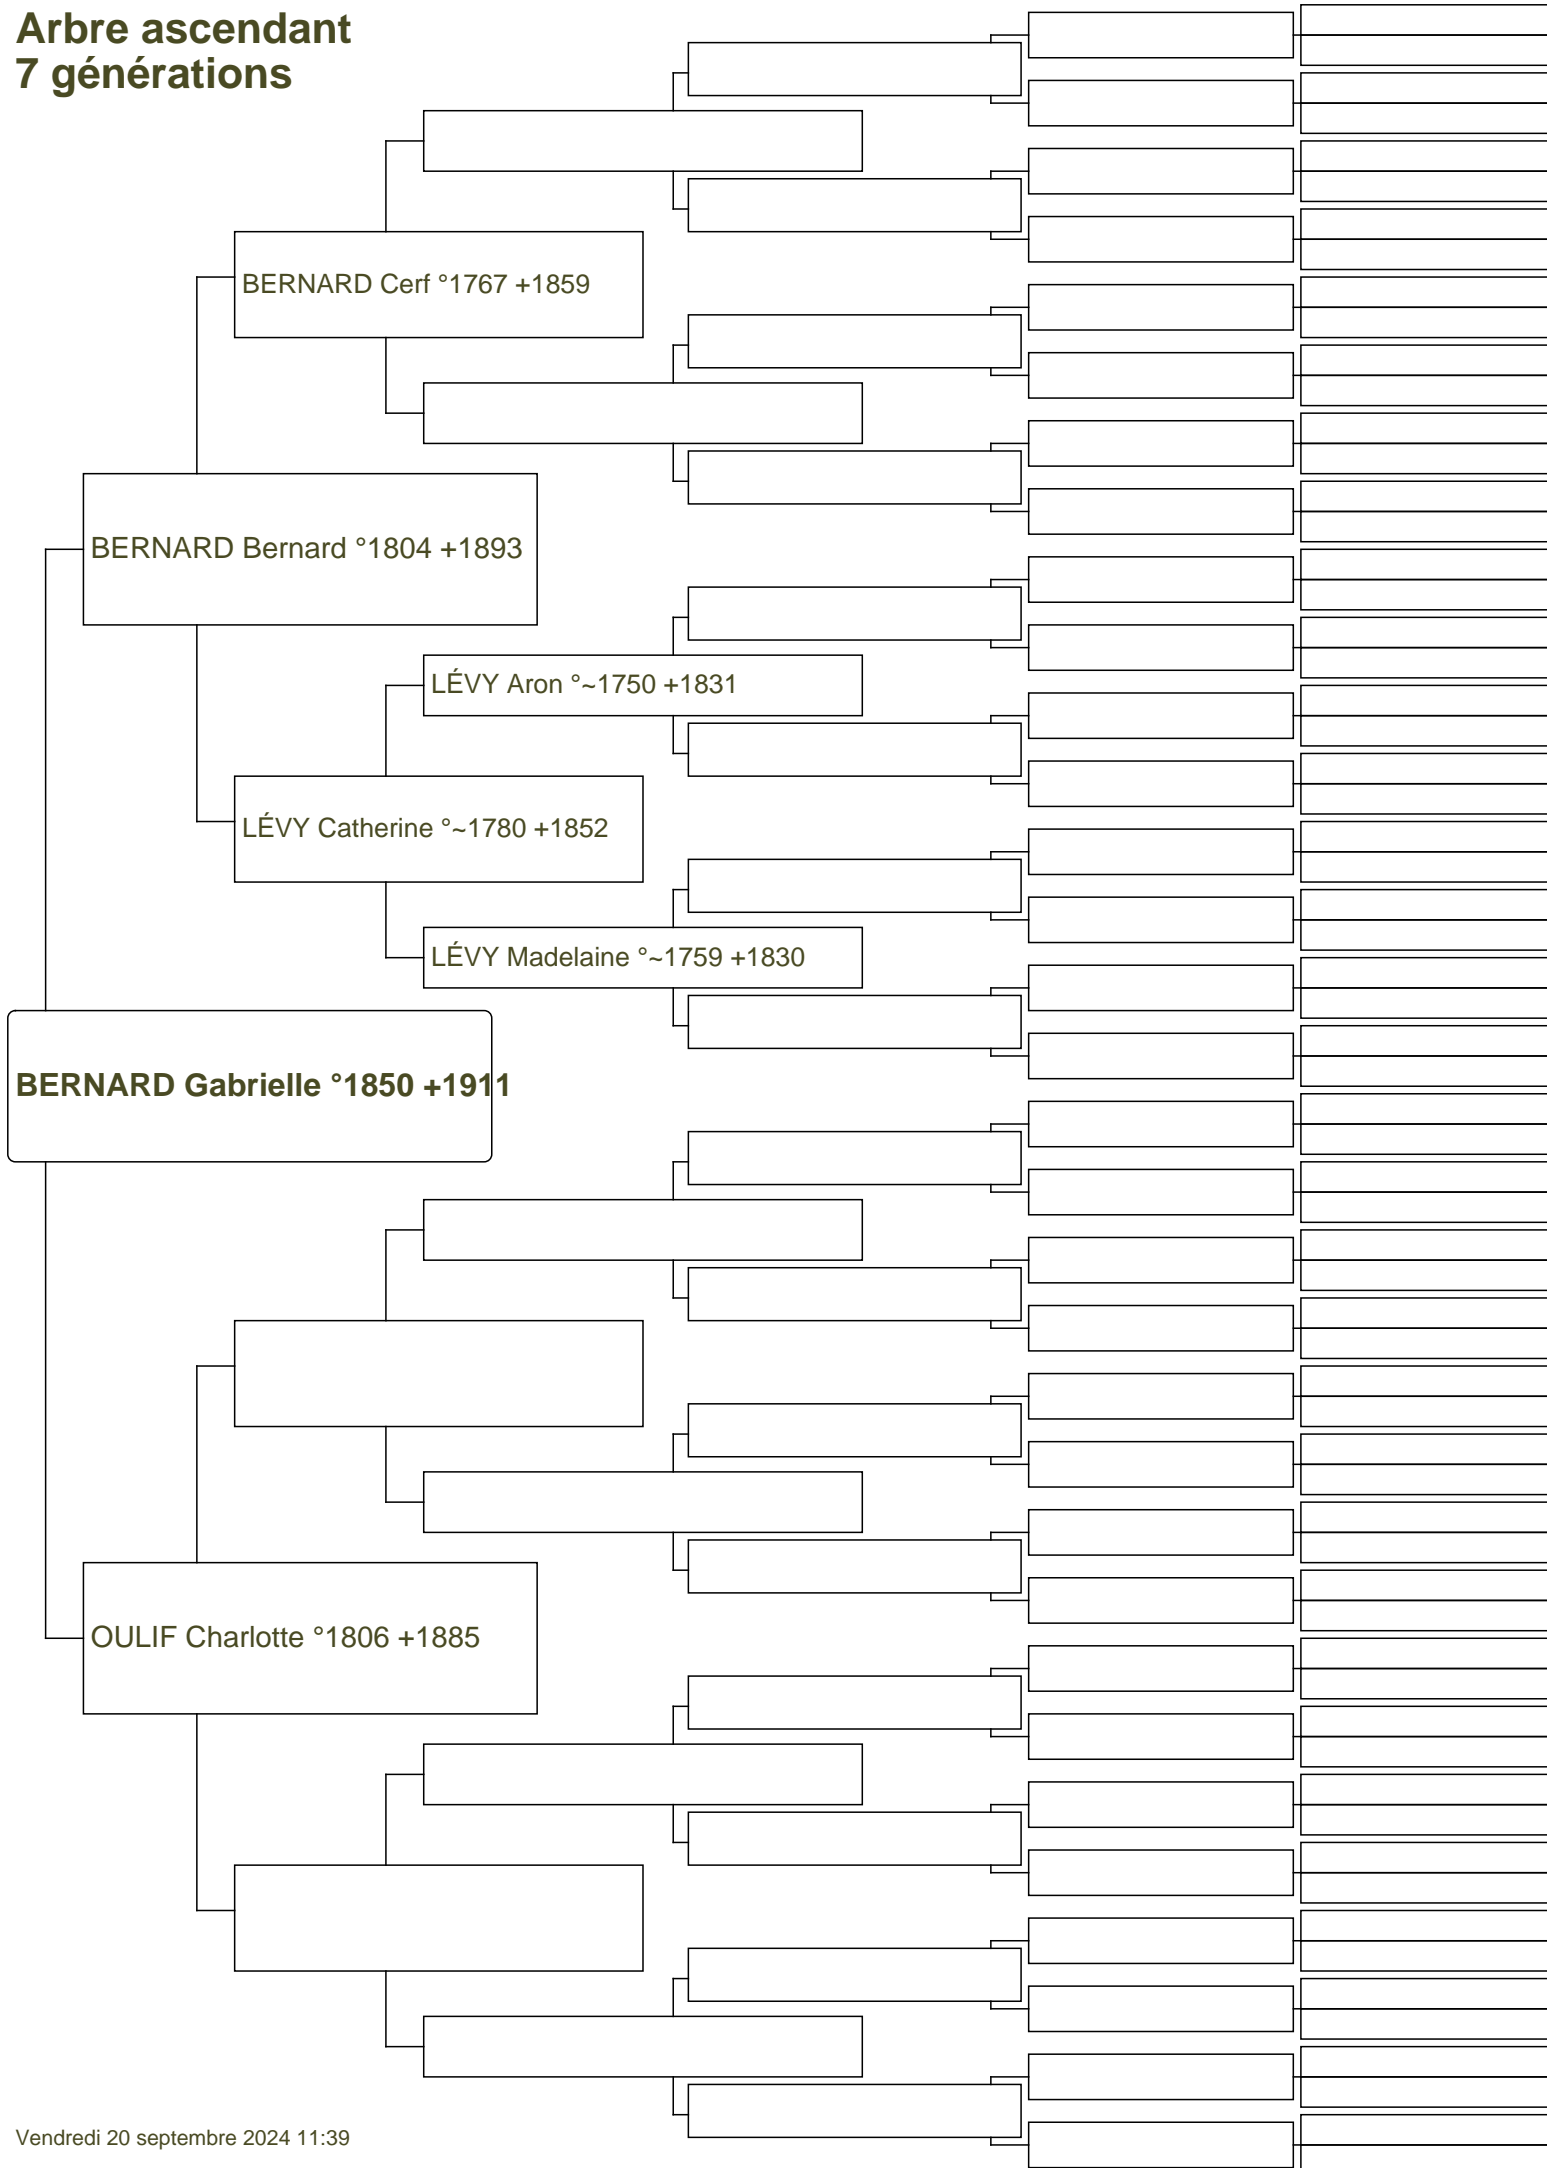 Arbre ascendant
7 générations
BERNARD Cerf °1767 +1859
BERNARD Bernard °1804 +1893
LÉVY Aron °~1750 +1831
LÉVY Catherine °~1780 +1852
LÉVY Madelaine °~1759 +1830
BERNARD Gabrielle °1850 +1911
OULIF Charlotte °1806 +1885
Vendredi 20 septembre 2024 11:39